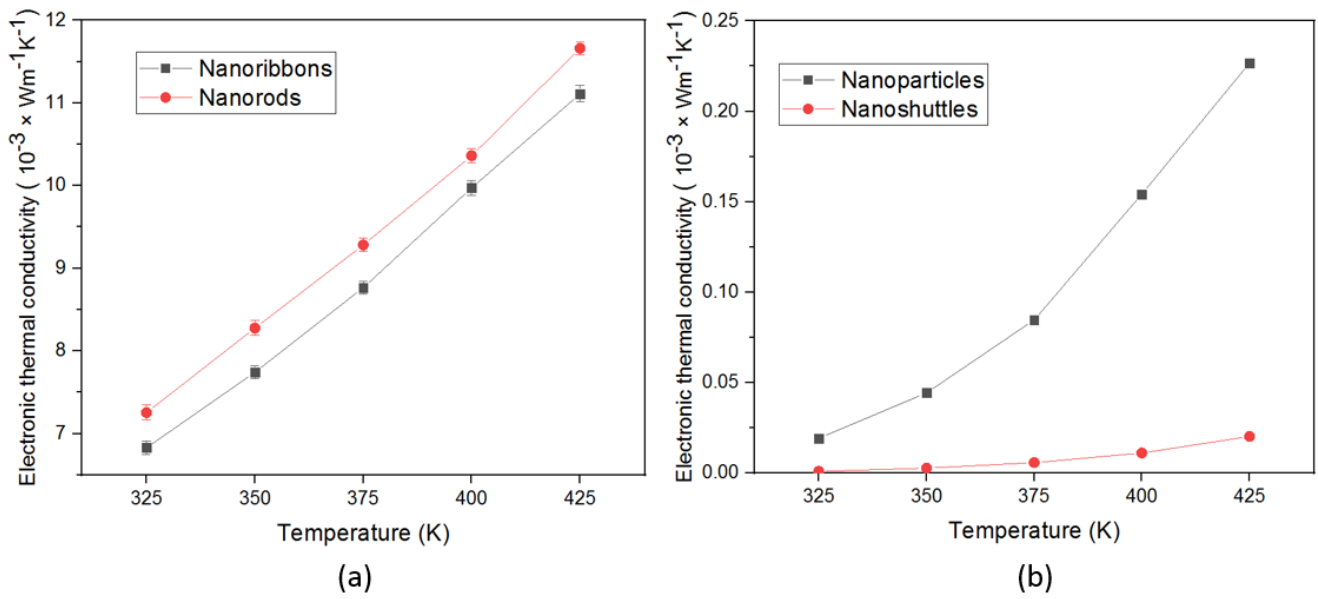 Electronic thermal conductivity ( 10⁻³ × Wm⁻¹K⁻¹)
12
11
10
9
8
7
Nanoribbons
Nanorods
325 350 375 400 425
Temperature (K)
(a)
Electronic thermal conductivity ( 10⁻³ × Wm⁻¹K⁻¹)
0.25
0.20
0.15
0.10
0.05
0.00
Nanoparticles
Nanoshuttles
325 350 375 400 425
Temperature (K)
(b)